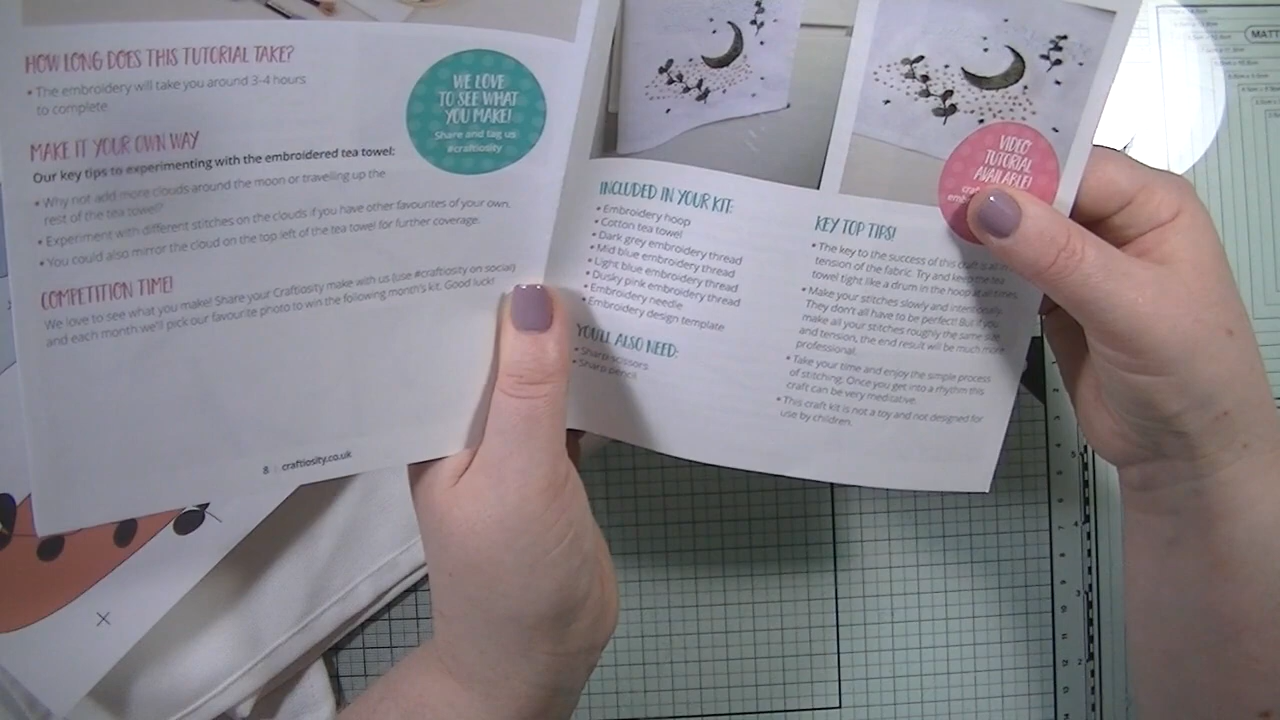 HOW LONG DOES THIS TUTORIAL TAKE?
• The embroidery will take you around 3-4 hours
to complete
MAKE IT YOUR OWN WAY
Our key tips to experimenting with the embroidered tea towel:
• Why not add more clouds around the moon or travelling up the
rest of the tea towel?
• Experiment with different stitches on the clouds if you have other favourites of your own.
• You could also mirror the cloud on the top left of the tea towel for further coverage.
COMPETITION TIME!
We love to see what you make! Share your Craftiosity make with us (use #craftiosity on social)
and each month we'll pick our favourite photo to win the following month's kit. Good luck!
8 | craftiosity.co.uk
WE LOVE
TO SEE WHAT
YOU MAKE!
Share and tag us
#craftiosity
INCLUDED IN YOUR KIT:
• Embroidery hoop
• Cotton tea towel
• Dark grey embroidery thread
• Mid blue embroidery thread
• Light blue embroidery thread
• Dusky pink embroidery thread
• Embroidery needle
• Embroidery design template
YOU'LL ALSO NEED:
• Sharp scissors
• Sharp pencil
VIDEO
TUTORIAL
AVAILABLE!
KEY TOP TIPS!
• The key to the success of this craft is all in
tension of the fabric. Try and keep the tea
towel tight like a drum in the hoop at all times.
• Make your stitches slowly and intentionally.
They don't all have to be perfect! But if you
make all your stitches roughly the same size
and tension, the end result will be much more
professional.
• Take your time and enjoy the simple process
of stitching. Once you get into a rhythm this
craft can be very meditative.
• This craft kit is not a toy and not designed for
use by children.
MATT